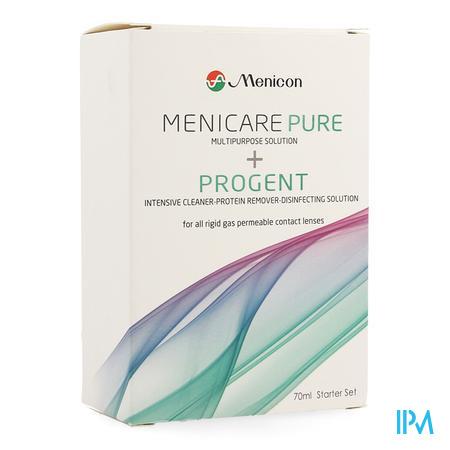 Menicon
MENICARE PURE
MULTIPURPOSE SOLUTION
+
PROGENT
INTENSIVE CLEANER-PROTEIN REMOVER-DISINFECTING SOLUTION
for all rigid gas permeable contact lenses
70ml Starter Set
IPM